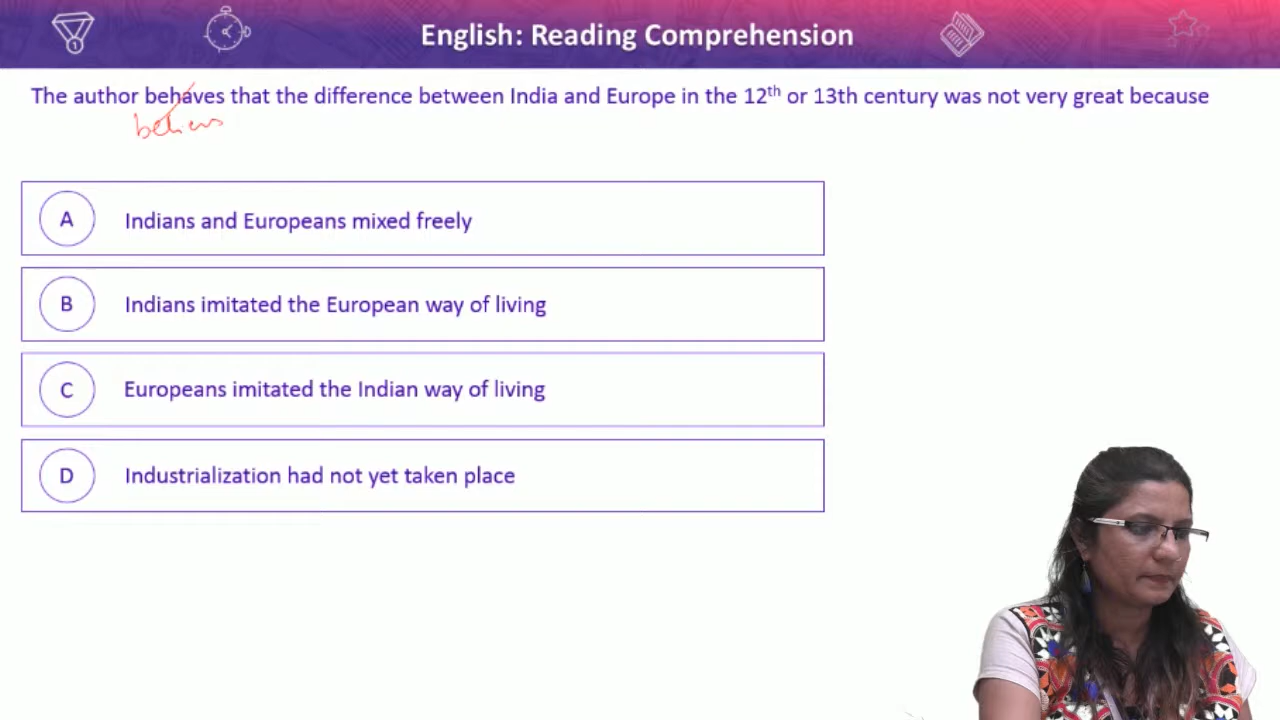 English: Reading Comprehension
The author behaves that the difference between India and Europe in the 12th or 13th century was not very great because
A Indians and Europeans mixed freely
B Indians imitated the European way of living
C Europeans imitated the Indian way of living
D Industrialization had not yet taken place